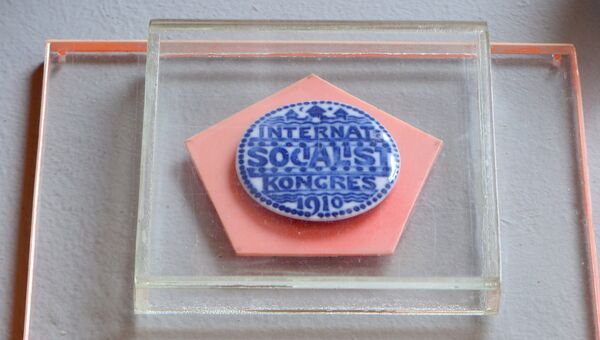 INTERNAT:
SOCIALIST
KONGRES
1910